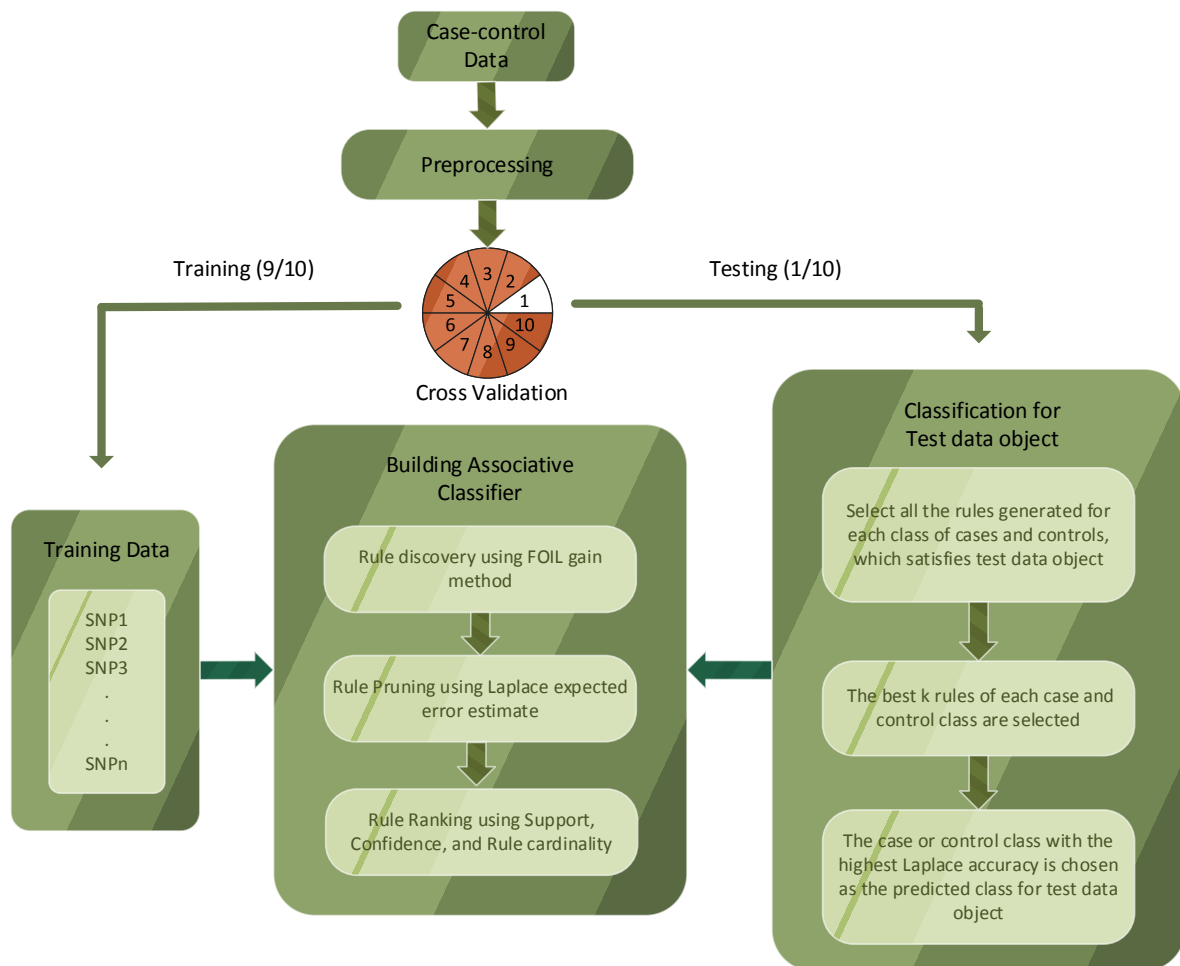 Case-control
Data
Preprocessing
Training (9/10)
Testing (1/10)
3
2
4
1
5
10
6
9
7
8
Cross Validation
Training Data
SNP1
SNP2
SNP3
.
.
.
SNPn
Building Associative
Classifier
Rule discovery using FOIL gain
method
Rule Pruning using Laplace expected
error estimate
Rule Ranking using Support,
Confidence, and Rule cardinality
Classification for
Test data object
Select all the rules generated for
each class of cases and controls,
which satisfies test data object
The best k rules of each case and
control class are selected
The case or control class with the
highest Laplace accuracy is chosen
as the predicted class for test data
object